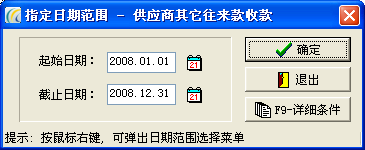 指定日期范围 - 供应商其它往来款收款
起始日期： 2008.01.01 21 确定
截止日期： 2008.12.31 21 退出
F9-详细条件
提示: 按鼠标右键, 可弹出日期范围选择菜单